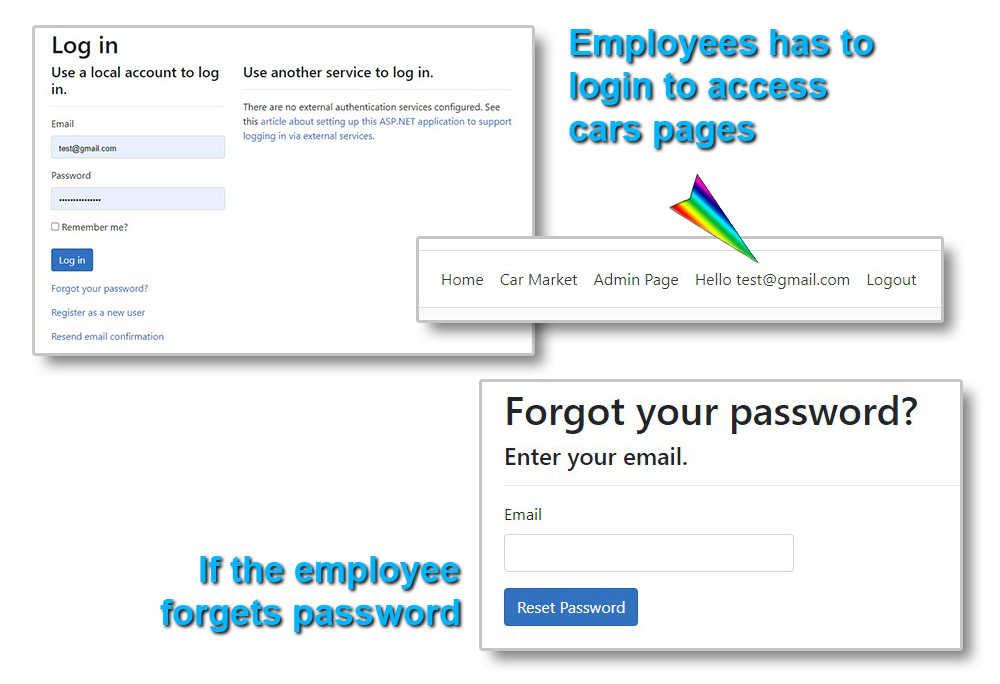 Log in
Use a local account to log
in.
Email
test@gmail.com
Password
•••••••••••••••
Remember me?
Log in
Forgot your password?
Register as a new user
Resend email confirmation
Use another service to log in.
There are no external authentication services configured. See
this article about setting up this ASP.NET application to support
logging in via external services.
Employees has to
login to access
cars pages
Home Car Market Admin Page Hello test@gmail.com Logout
Forgot your password?
Enter your email.
Email
Reset Password
If the employee
forgets password